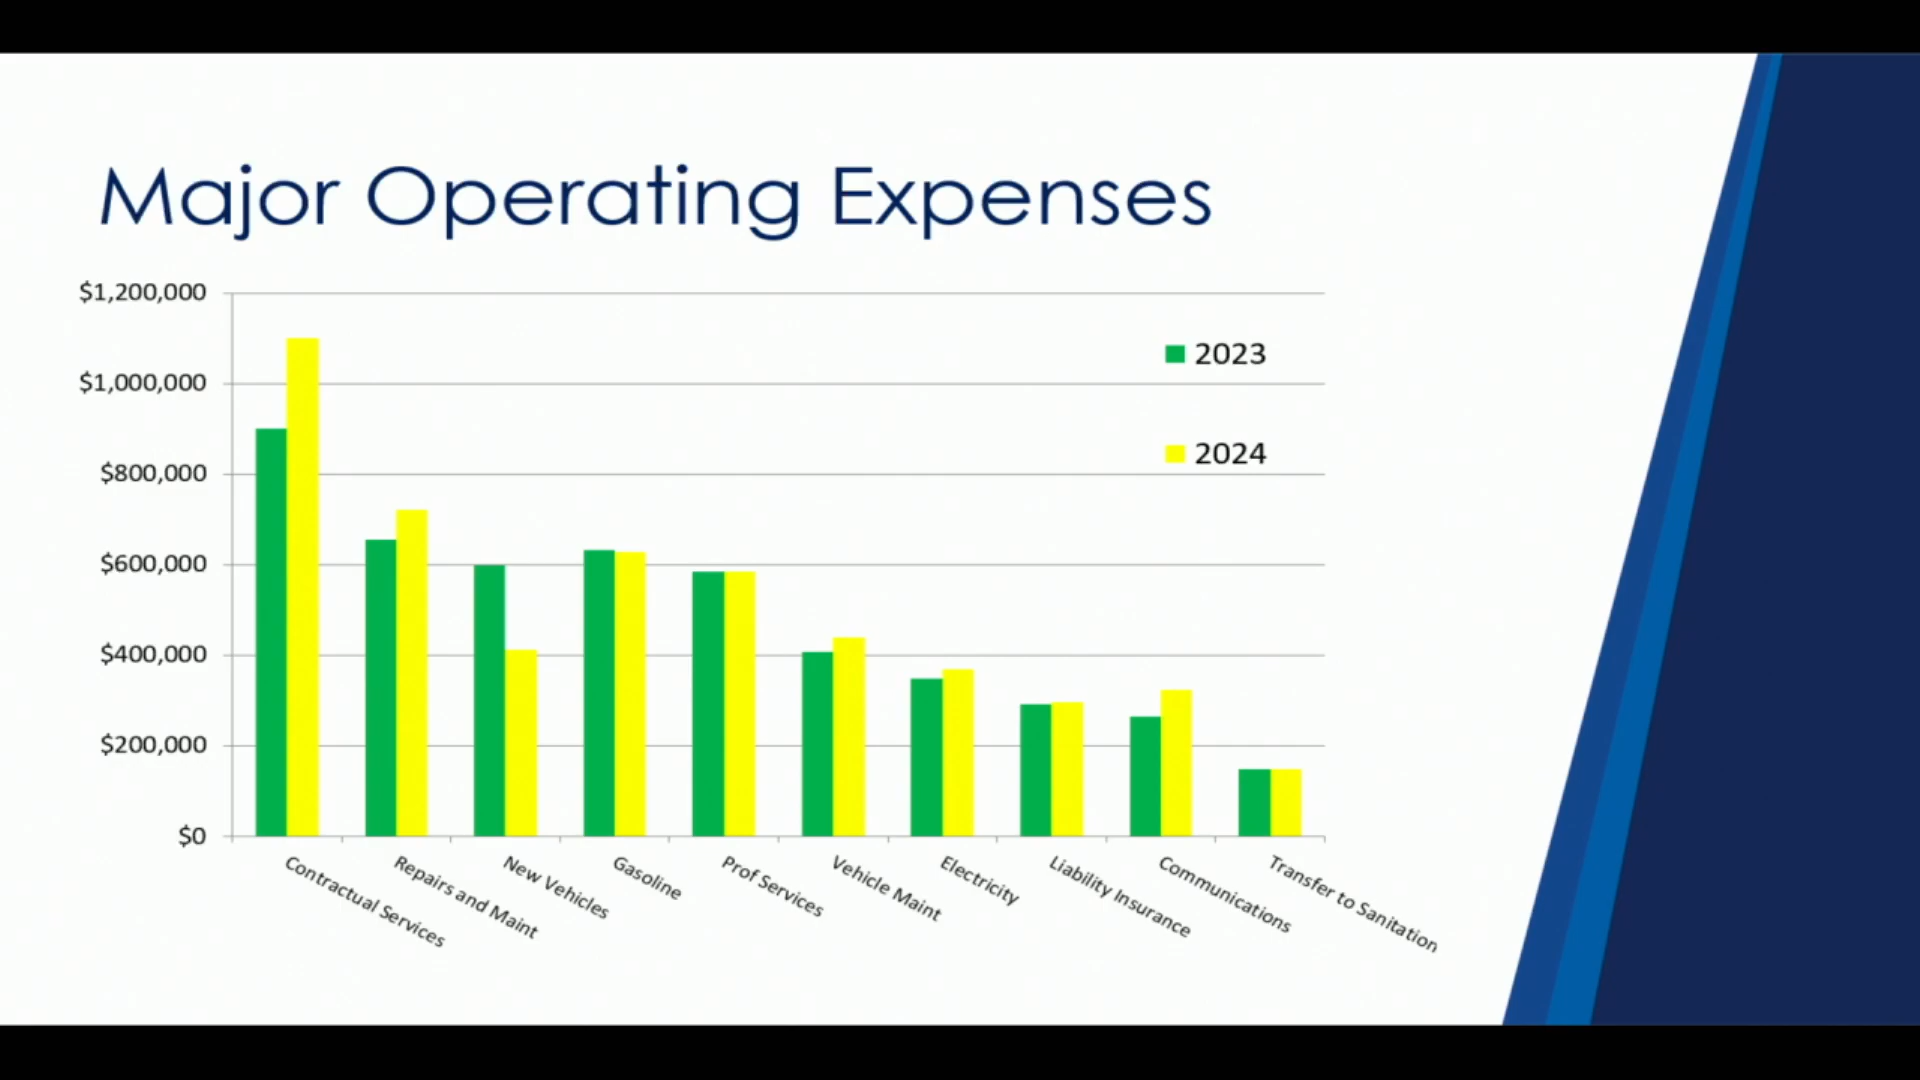 Major Operating Expenses
$1,200,000
$1,000,000
$800,000
$600,000
$400,000
$200,000
$0
2023
2024
Contractual Services
Repairs and Maint
New Vehicles
Gasoline
Prof Services
Vehicle Maint
Electricity
Liability Insurance
Communications
Transfer to Sanitation